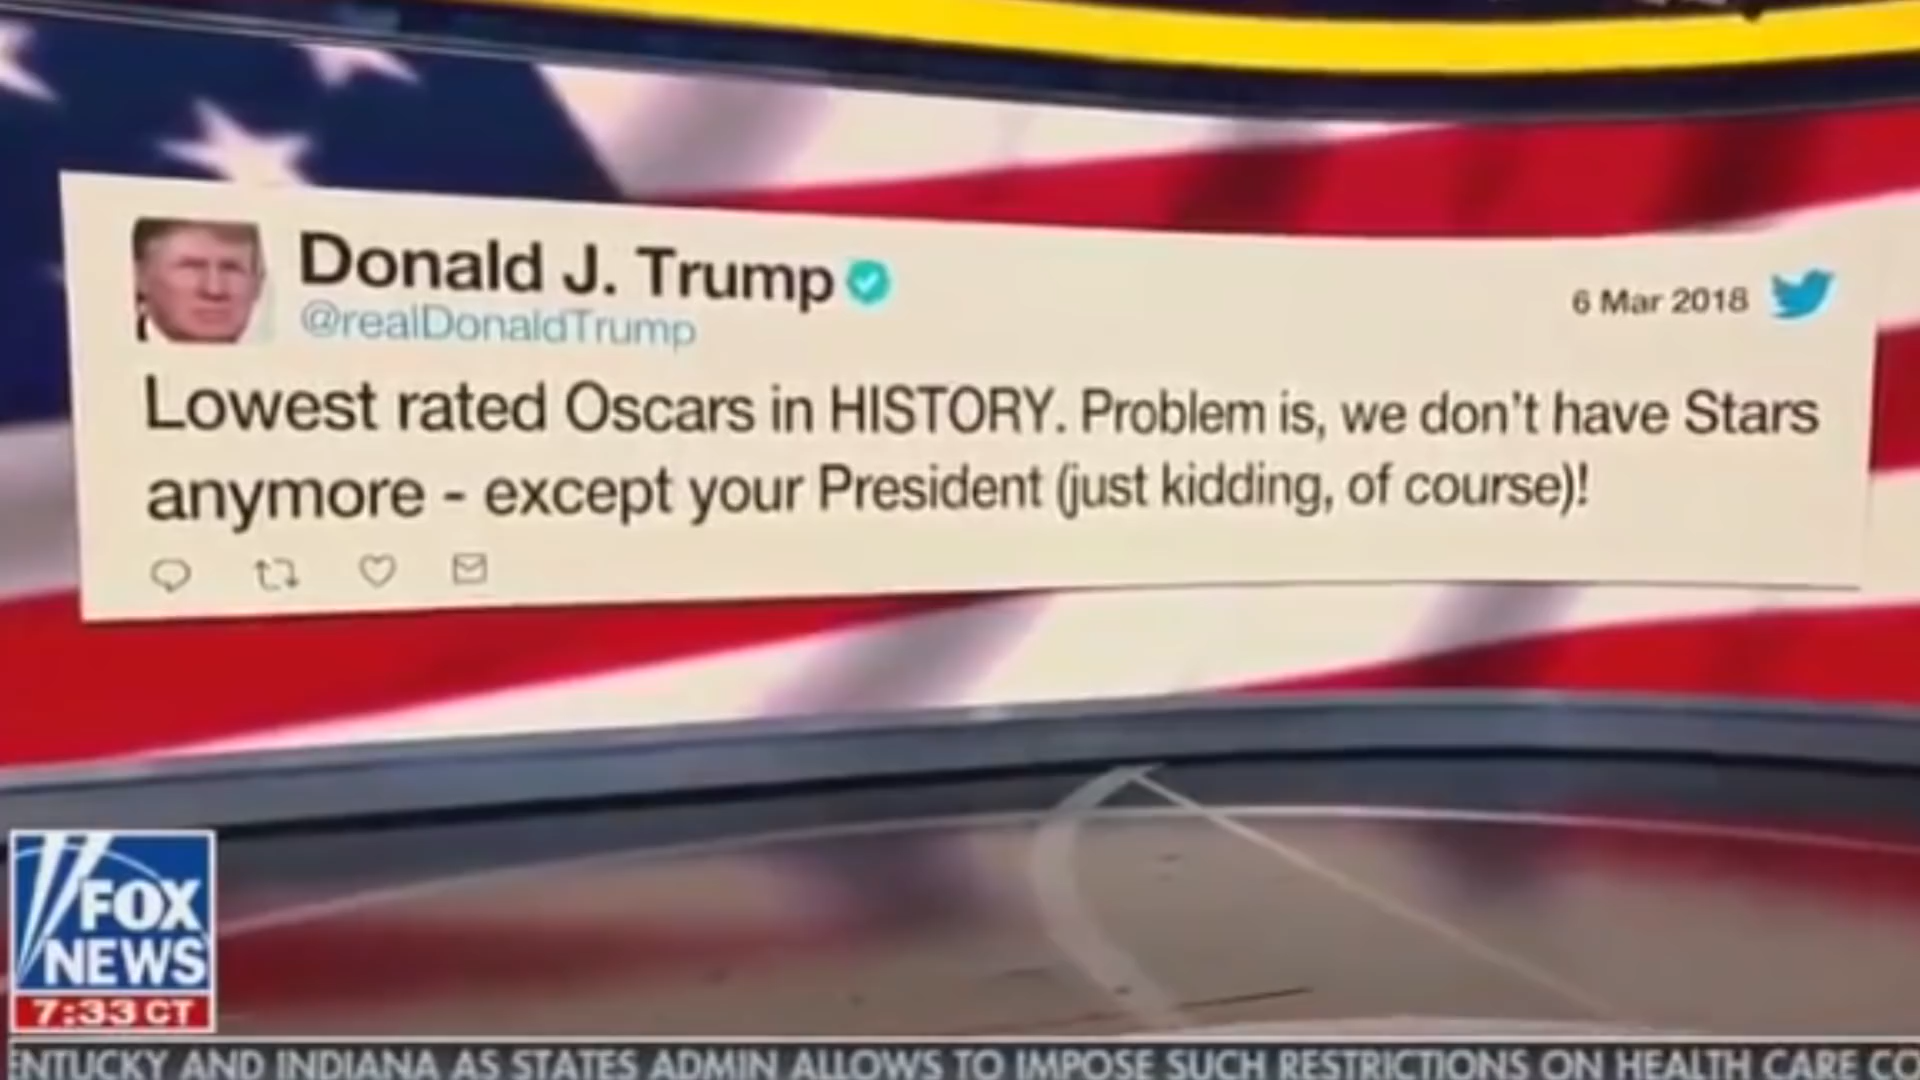 Donald J. Trump
@realDonaldTrump
6 Mar 2018
Lowest rated Oscars in HISTORY. Problem is, we don't have Stars
anymore - except your President (just kidding, of course)!
FOX
NEWS
7:33 CT
ENTUCKY AND INDIANA AS STATES ADMIN ALLOWS TO IMPOSE SUCH RESTRICTIONS ON HEALTH CARE CO